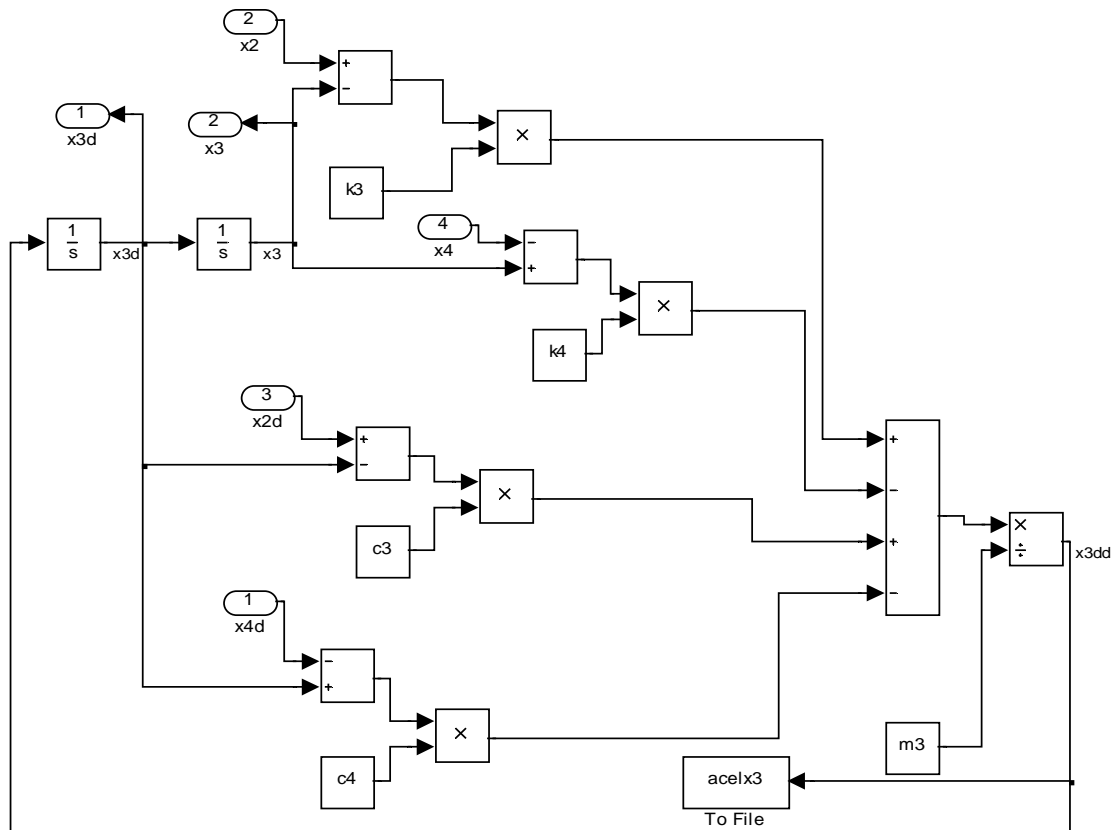 2
x2
+
−
1
x3d
2
x3
×
k3
1
s
x3d
1
s
x3
4
x4
−
+
×
k4
3
x2d
+
−
×
c3
+
−
+
−
×
÷
x3dd
1
x4d
−
+
×
c4
m3
acelx3
To File